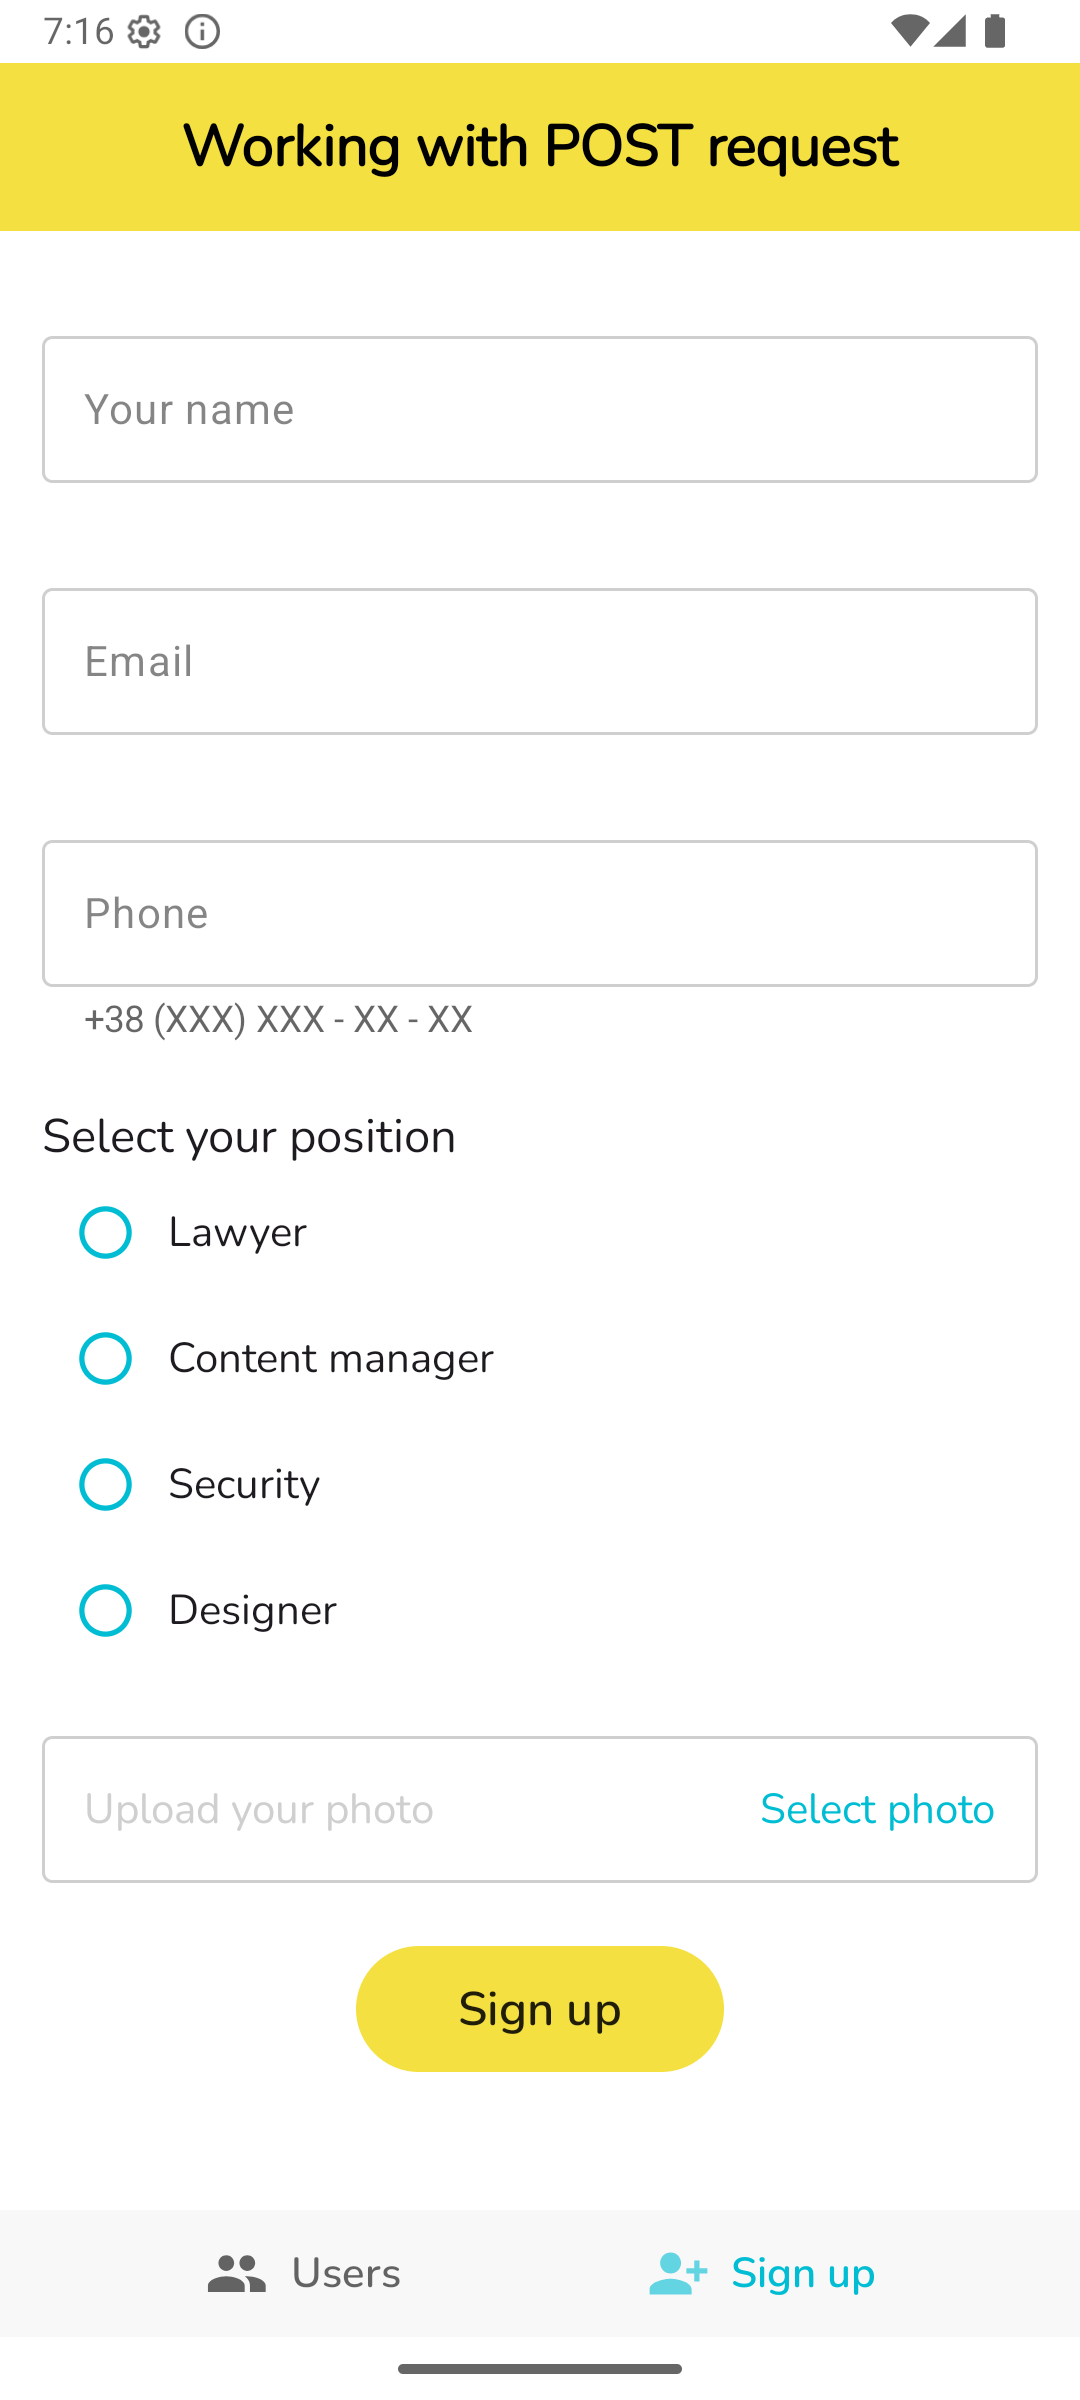 7:16
Working with POST request
Your name
Email
Phone
+38 (XXX) XXX - XX - XX
Select your position
Lawyer
Content manager
Security
Designer
Upload your photo
Select photo
Sign up
Users
Sign up